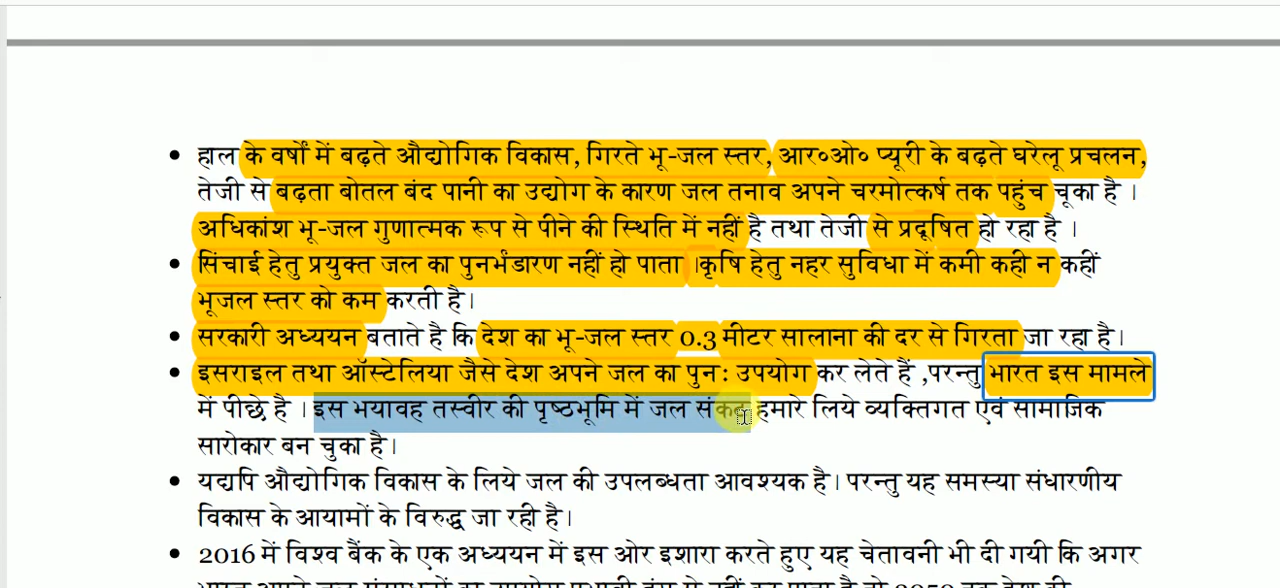 हाल के वर्षों में बढ़ते औद्योगिक विकास, गिरते भू-जल स्तर, आर०ओ० प्यूरी के बढ़ते घरेलू प्रचलन,
तेजी से बढ़ता बोतल बंद पानी का उद्योग के कारण जल तनाव अपने चरमोत्कर्ष तक पहुंच चूका है ।
अधिकांश भू-जल गुणात्मक रूप से पीने की स्थिति में नहीं है तथा तेजी से प्रदूषित हो रहा है ।
सिंचाई हेतु प्रयुक्त जल का पुनर्भंडारण नहीं हो पाता ।कृषि हेतु नहर सुविधा में कमी कही न कहीं
भूजल स्तर को कम करती है।
सरकारी अध्ययन बताते है कि देश का भू-जल स्तर 0.3 मीटर सालाना की दर से गिरता जा रहा है।
इसराइल तथा ऑस्टेलिया जैसे देश अपने जल का पुन: उपयोग कर लेते हैं ,परन्तु भारत इस मामले
में पीछे है । इस भयावह तस्वीर की पृष्ठभूमि में जल संकट हमारे लिये व्यक्तिगत एवं सामाजिक
सारोकार बन चुका है।
यद्यपि औद्योगिक विकास के लिये जल की उपलब्धता आवश्यक है। परन्तु यह समस्या संधारणीय
विकास के आयामों के विरुद्ध जा रही है।
2016 में विश्व बैंक के एक अध्ययन में इस ओर इशारा करते हुए यह चेतावनी भी दी गयी कि अगर